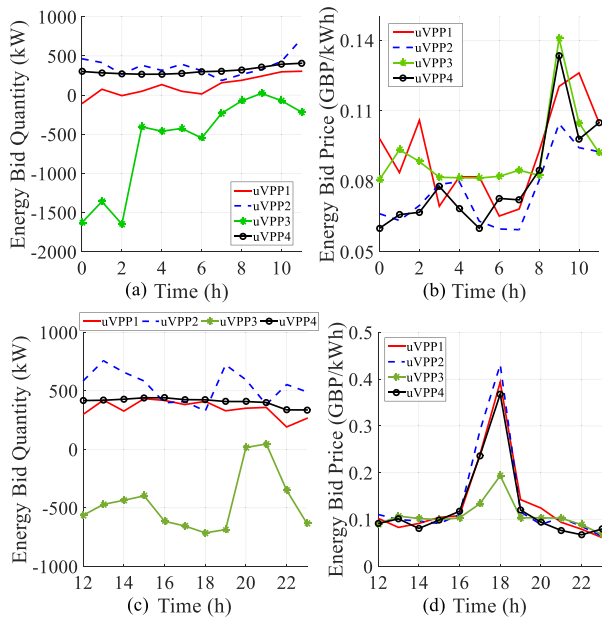 Energy Bid Quantity (kW)
1000
500
0
-500
-1000
-1500
-2000
uVPP1
uVPP2
uVPP3
uVPP4
0 2 4 6 8 10
(a) Time (h)
Energy Bid Price (GBP/kWh)
0.14
0.11
0.08
0.05
uVPP1
uVPP2
uVPP3
uVPP4
0 2 4 6 8 10
(b) Time (h)
uVPP1 uVPP2 uVPP3 uVPP4
Energy Bid Quantity (kW)
1000
500
0
-500
-1000
12 14 16 18 20 22
(c) Time (h)
Energy Bid Price (GBP/kWh)
0.5
0.4
0.3
0.2
0.1
0
uVPP1
uVPP2
uVPP3
uVPP4
12 14 16 18 20 22
(d) Time (h)